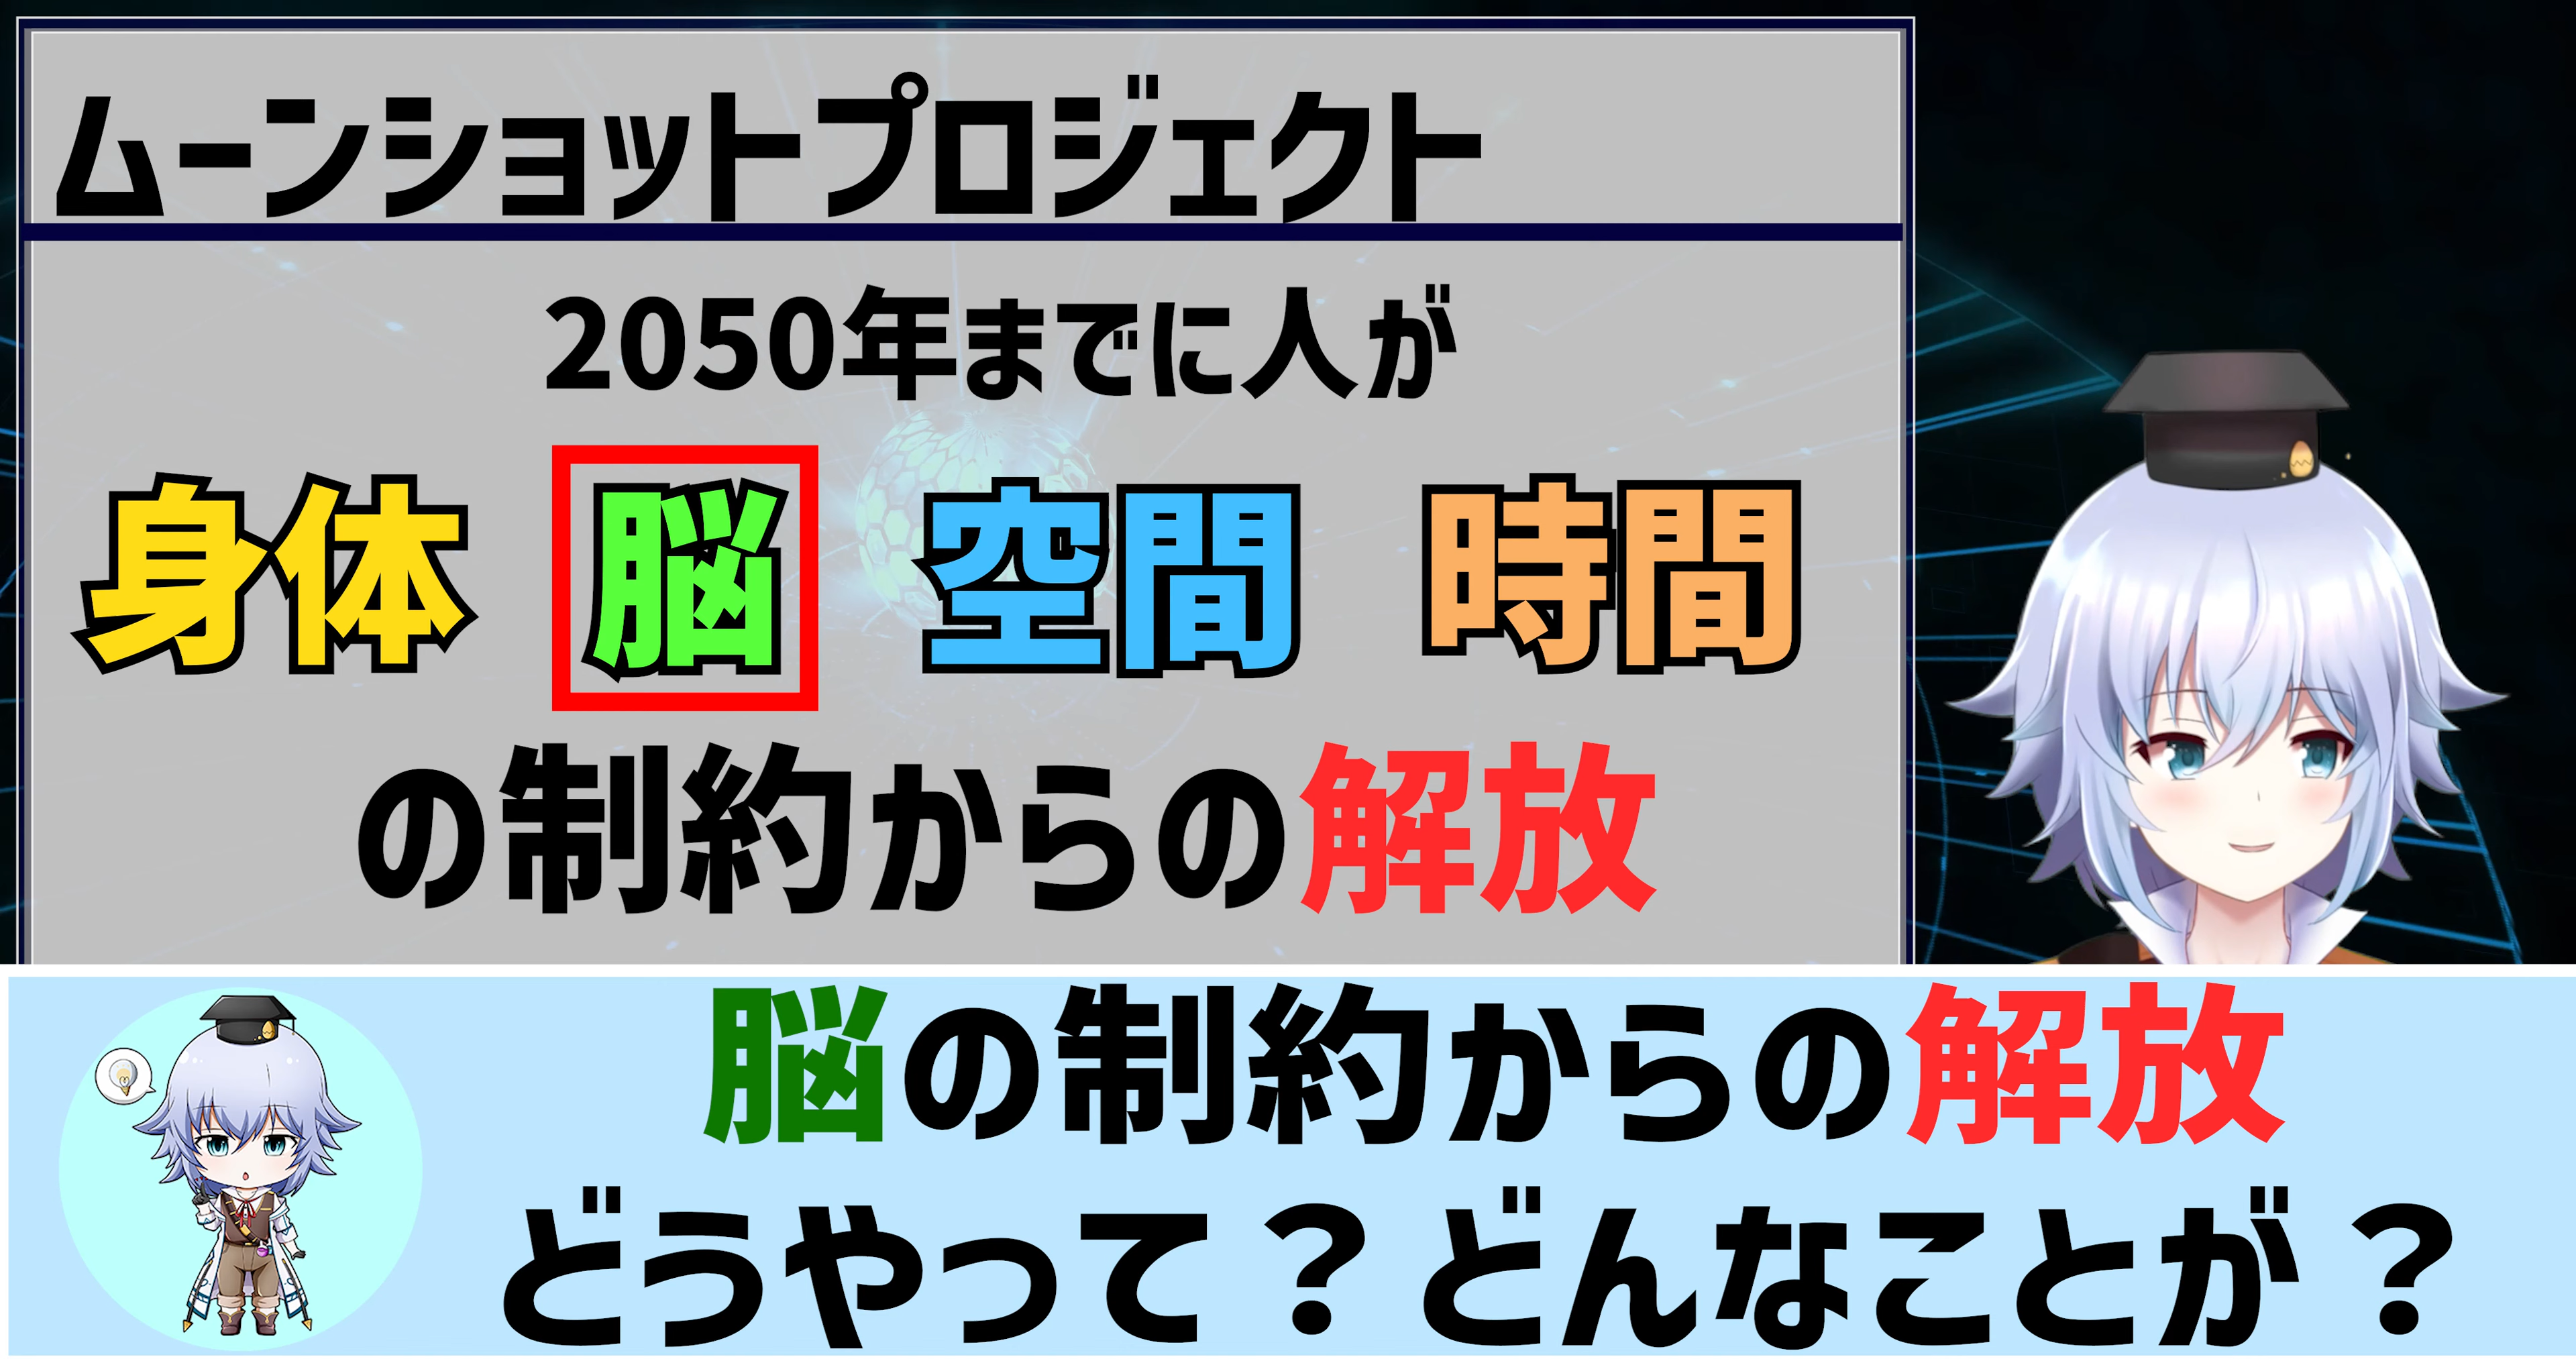 ムーンショットプロジェクト
2050年までに人が
身体 脳 空間 時間
の制約からの解放
脳の制約からの解放
どうやって？どんなことが？